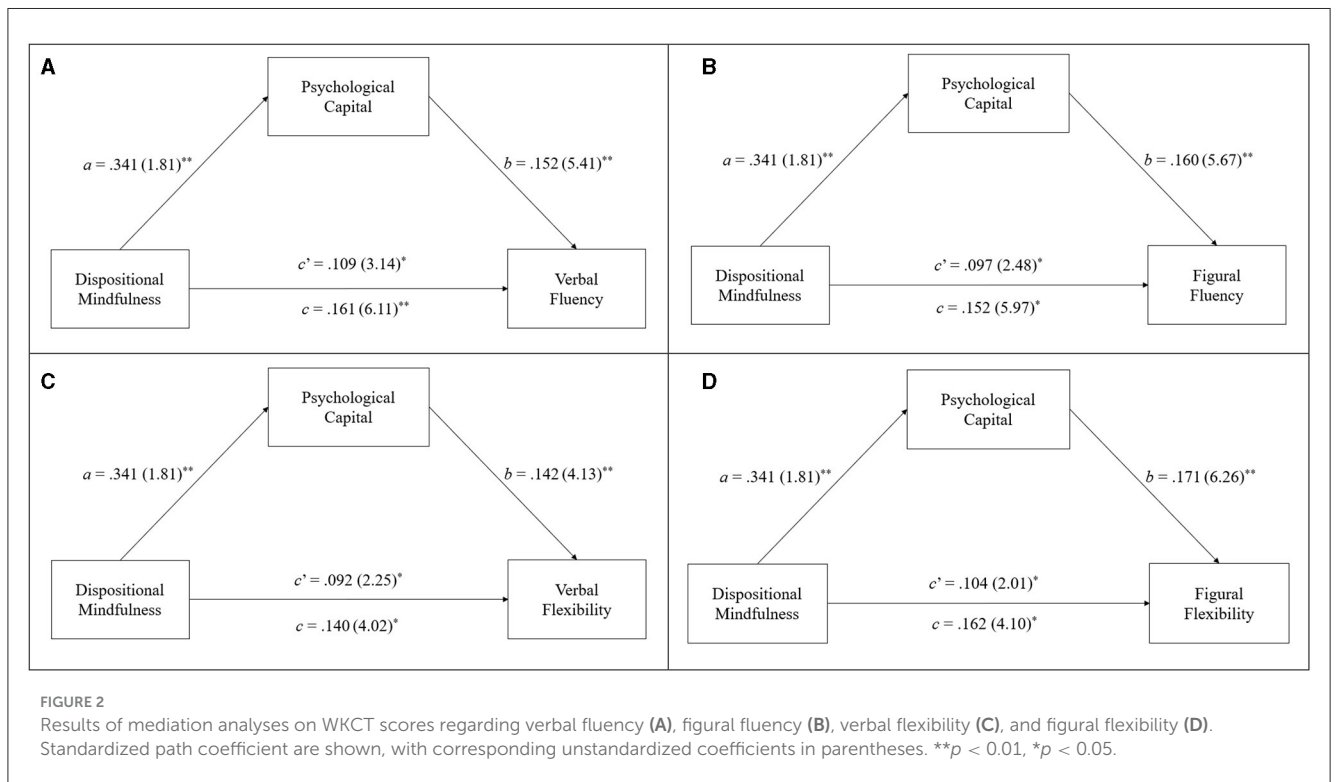 A
Psychological
Capital
a = .341 (1.81)**
b = .152 (5.41)**
Dispositional
Mindfulness
c’ = .109 (3.14)*
c = .161 (6.11)**
Verbal
Fluency
B
Psychological
Capital
a = .341 (1.81)**
b = .160 (5.67)**
Dispositional
Mindfulness
c’ = .097 (2.48)*
c = .152 (5.97)*
Figural
Fluency
C
Psychological
Capital
a = .341 (1.81)**
b = .142 (4.13)**
Dispositional
Mindfulness
c’ = .092 (2.25)*
c = .140 (4.02)*
Verbal
Flexibility
D
Psychological
Capital
a = .341 (1.81)**
b = .171 (6.26)**
Dispositional
Mindfulness
c’ = .104 (2.01)*
c = .162 (4.10)*
Figural
Flexibility
FIGURE 2
Results of mediation analyses on WKCT scores regarding verbal fluency (A), figural fluency (B), verbal flexibility (C), and figural flexibility (D).
Standardized path coefficient are shown, with corresponding unstandardized coefficients in parentheses. **p < 0.01, *p < 0.05.